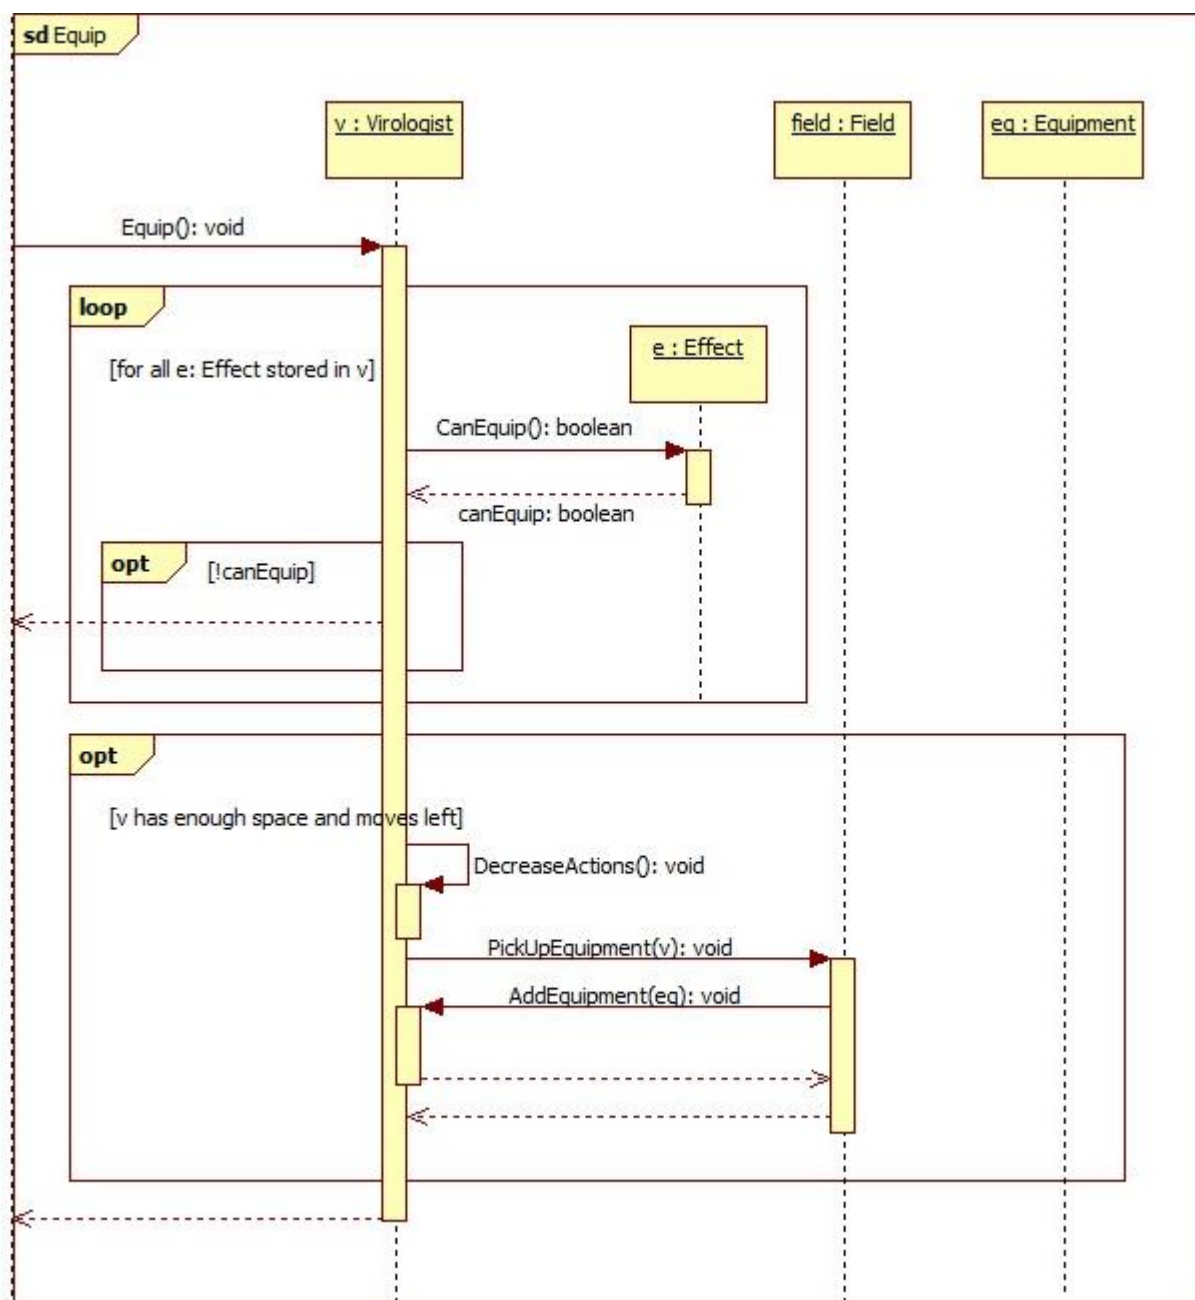 sd Equip
v : Virologist
field : Field
eq : Equipment
Equip(): void
loop
e : Effect
[for all e: Effect stored in v]
CanEquip(): boolean
canEquip: boolean
opt
[!canEquip]
opt
[v has enough space and moves left]
DecreaseActions(): void
PickUpEquipment(v): void
AddEquipment(eq): void